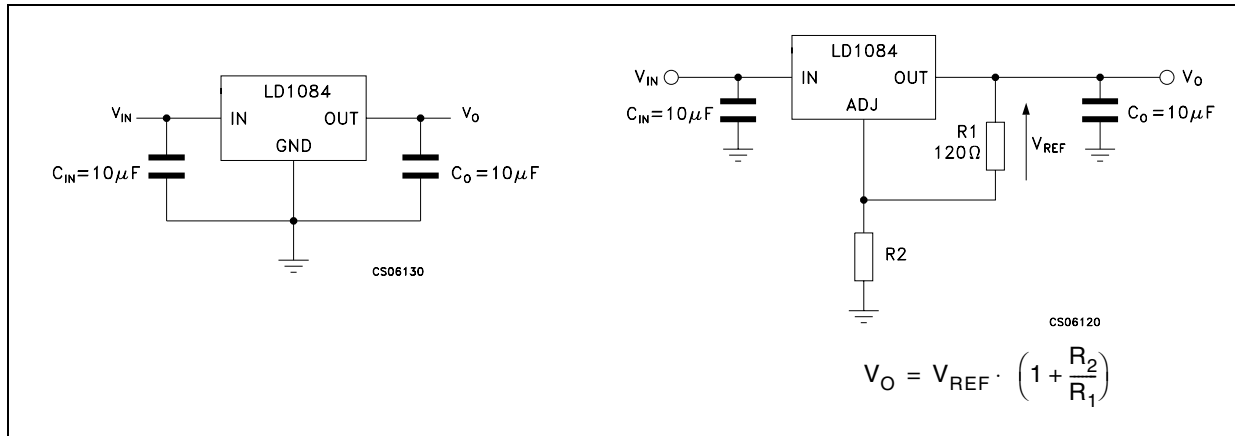 LD1084
V_IN
IN
OUT
V_O
GND
C_IN=10μF
C_O=10μF
CS06130
LD1084
V_IN
IN
OUT
V_O
ADJ
C_IN=10μF
R1
120Ω
V_REF
C_O=10μF
R2
CS06120
V_O = V_REF · (1 + R_2/R_1)